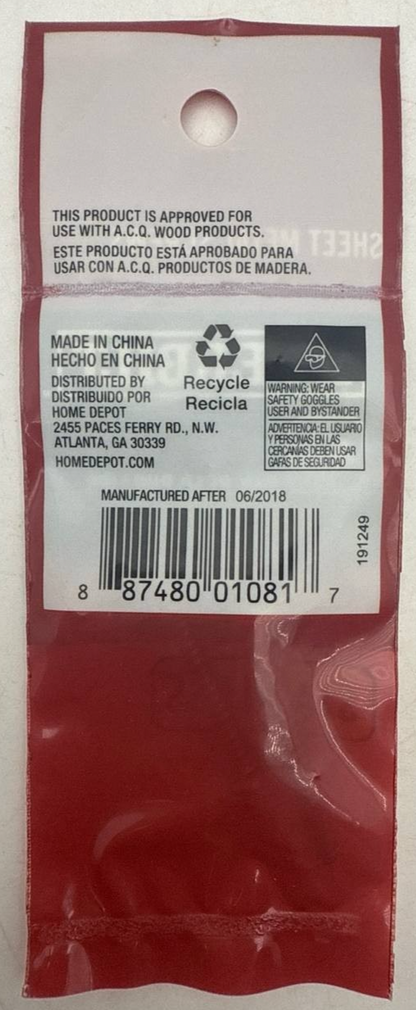 THIS PRODUCT IS APPROVED FOR
USE WITH A.C.Q. WOOD PRODUCTS.
ESTE PRODUCTO ESTÁ APROBADO PARA
USAR CON A.C.Q. PRODUCTOS DE MADERA.
SHEET ME
MADE IN CHINA
HECHO EN CHINA
DISTRIBUTED BY
DISTRIBUIDO POR
HOME DEPOT
2455 PACES FERRY RD., N.W.
ATLANTA, GA 30339
HOMEDEPOT.COM
Recycle
Recicla
WARNING: WEAR
SAFETY GOGGLES
USER AND BYSTANDER
ADVERTENCIA: EL USUARIO
Y PERSONAS EN LAS
CERCANÍAS DEBEN USAR
GAFAS DE SEGURIDAD
MANUFACTURED AFTER 06/2018
8 87480 01081 7
191249